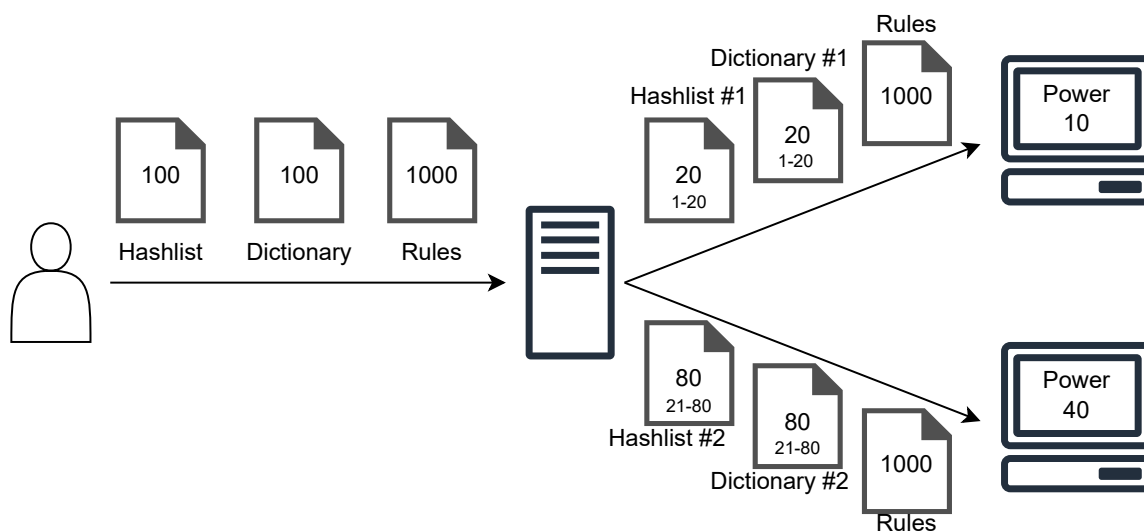 100
Hashlist
100
Dictionary
1000
Rules
Hashlist #1
20
1-20
Dictionary #1
20
1-20
Rules
1000
Power
10
80
21-80
Hashlist #2
80
21-80
Dictionary #2
1000
Rules
Power
40